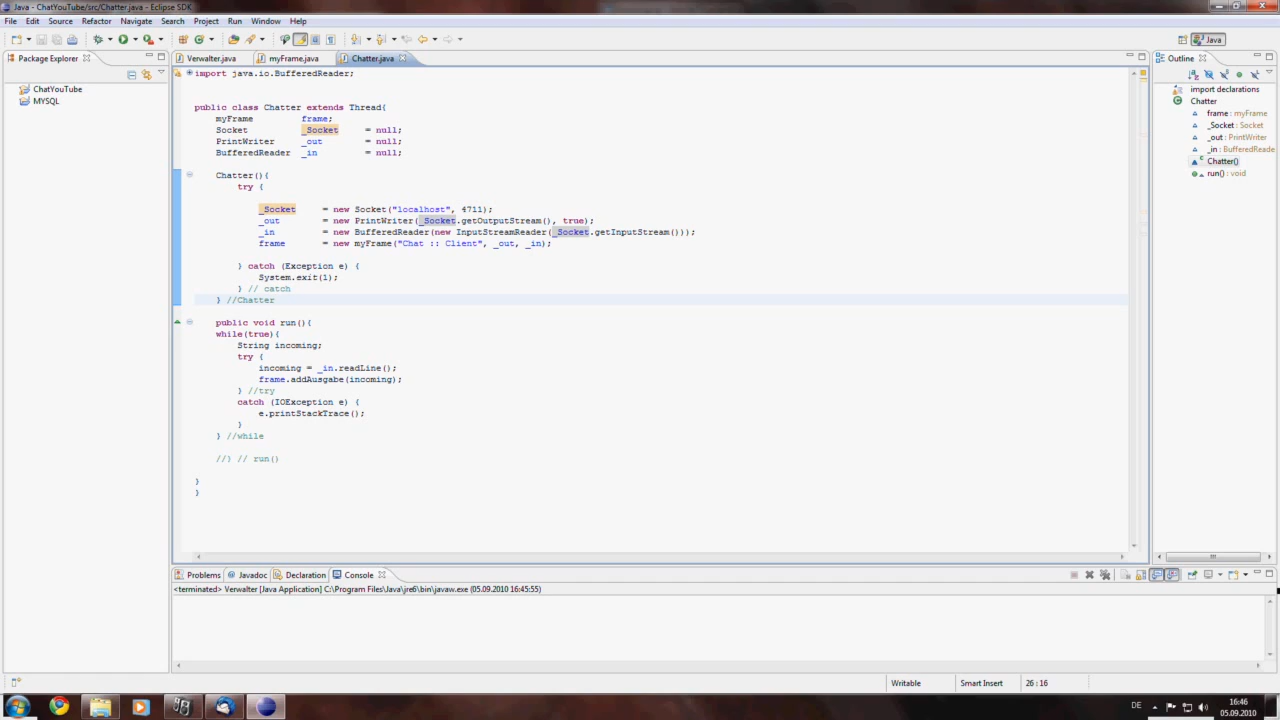 Java - ChatYouTube/src/Chatter.java - Eclipse SDK
File Edit Source Refactor Navigate Search Project Run Window Help
Java
Package Explorer
ChatYouTube
MYSQL
Verwalter.java myFrame.java Chatter.java
import java.io.BufferedReader;
public class Chatter extends Thread{
myFrame frame;
Socket _Socket = null;
PrintWriter _out = null;
BufferedReader _in = null;
Chatter(){
try {
_Socket = new Socket("localhost", 4711);
_out = new PrintWriter(_Socket.getOutputStream(), true);
_in = new BufferedReader(new InputStreamReader(_Socket.getInputStream()));
frame = new myFrame("Chat :: Client", _out, _in);
} catch (Exception e) {
System.exit(1);
} // catch
} //Chatter
public void run(){
while(true){
String incoming;
try {
incoming = _in.readLine();
frame.addAusgabe(incoming);
} //try
catch (IOException e) {
e.printStackTrace();
}
} //while
//} // run()
}
}
Outline
import declarations
Chatter
frame : myFrame
_Socket : Socket
_out : PrintWriter
_in : BufferedReade
Chatter()
run() : void
Problems Javadoc Declaration Console
<terminated> Verwalter [Java Application] C:\Program Files\Java\jre6\bin\javaw.exe (05.09.2010 16:45:55)
Writable Smart Insert 26 : 16
DE
16:46
05.09.2010